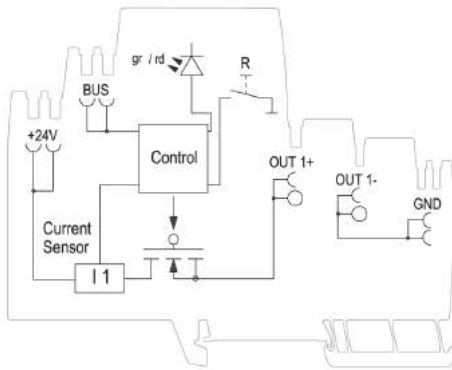 gr / rd
R
BUS
+24V
Control
OUT 1+
OUT 1-
GND
Current
Sensor
I 1